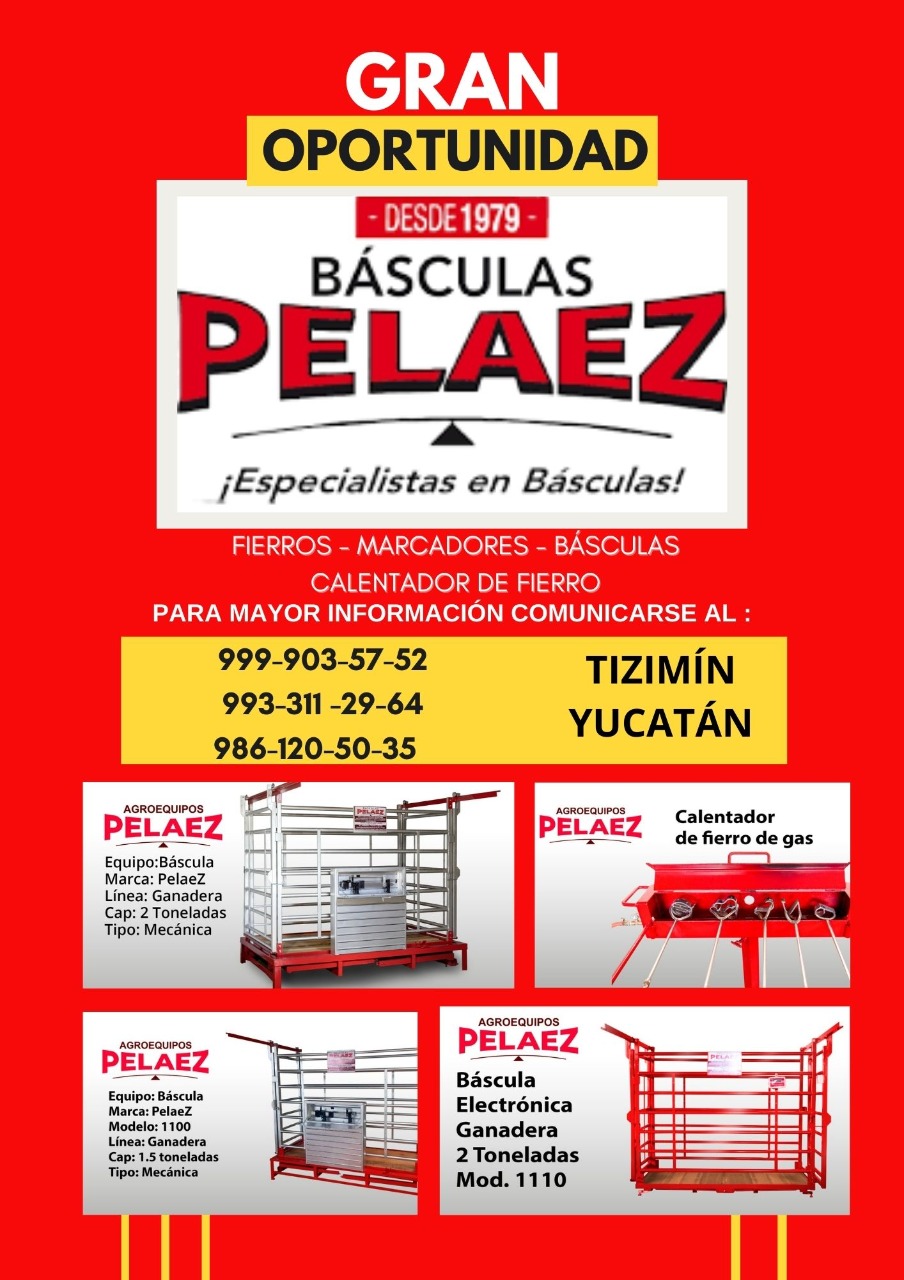 GRAN
OPORTUNIDAD
- DESDE 1979 -
BÁSCULAS
PELAEZ
¡Especialistas en Básculas!
FIERROS - MARCADORES - BÁSCULAS
CALENTADOR DE FIERRO
PARA MAYOR INFORMACIÓN COMUNICARSE AL :
999-903-57-52
993-311 -29-64
986-120-50-35
TIZIMÍN
YUCATÁN
AGROEQUIPOS
PELAEZ
Equipo:Báscula
Marca: PelaeZ
Línea: Ganadera
Cap: 2 Toneladas
Tipo: Mecánica
PELAEZ
AGROEQUIPOS
PELAEZ
Calentador
de fierro de gas
AGROEQUIPOS
PELAEZ
Equipo: Báscula
Marca: PelaeZ
Modelo: 1100
Línea: Ganadera
Cap: 1.5 toneladas
Tipo: Mecánica
PELAEZ
AGROEQUIPOS
PELAEZ
Báscula
Electrónica
Ganadera
2 Toneladas
Mod. 1110
PELAEZ